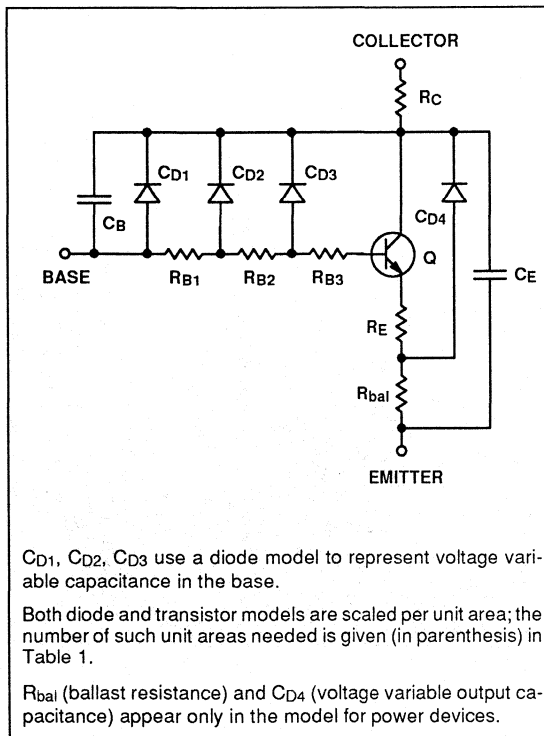 COLLECTOR
RC
CD1
CD2
CD3
CD4
CB
BASE
RB1
RB2
RB3
Q
CE
RE
Rbal
EMITTER
CD1, CD2, CD3 use a diode model to represent voltage vari-
able capacitance in the base.
Both diode and transistor models are scaled per unit area; the
number of such unit areas needed is given (in parenthesis) in
Table 1.
Rbal (ballast resistance) and CD4 (voltage variable output ca-
pacitance) appear only in the model for power devices.